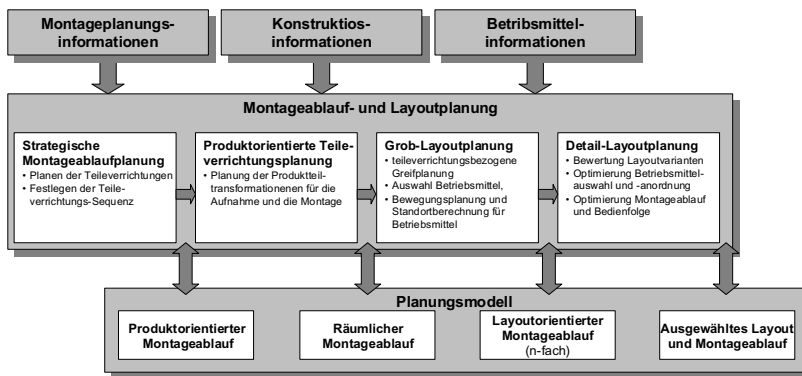 Montageplanungs-
informationen
Konstruktios-
informationen
Betribsmittel-
informationen
Montageablauf- und Layoutplanung
Strategische
Montageablaufplanung
• Planen der Teileverrichtungen
• Festlegen der Teile-
verrichtungs-Sequenz
Produktorientierte Teile-
verrichtungsplanung
• Planung der Produktteil-
transformationenen für die
Aufnahme und die Montage
Grob-Layoutplanung
• teileverrichtungsbezogene
Greifplanung
• Auswahl Betriebsmittel,
• Bewegungsplanung und
Standortberechnung für
Betriebsmittel
Detail-Layoutplanung
• Bewertung Layoutvarianten
• Optimierung Betriebsmittel-
auswahl und -anordnung
• Optimierung Montageablauf
und Bedienfolge
Planungsmodell
Produktorientierter
Montageablauf
Räumlicher
Montageablauf
Layoutorientierter
Montageablauf
(n-fach)
Ausgewähltes Layout
und Montageablauf